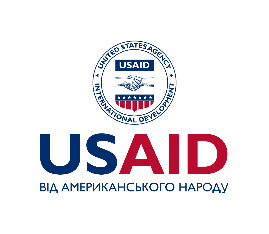 UNITED STATES AGENCY
USAID
INTERNATIONAL DEVELOPMENT
USAID
ВІД АМЕРИКАНСЬКОГО НАРОДУ